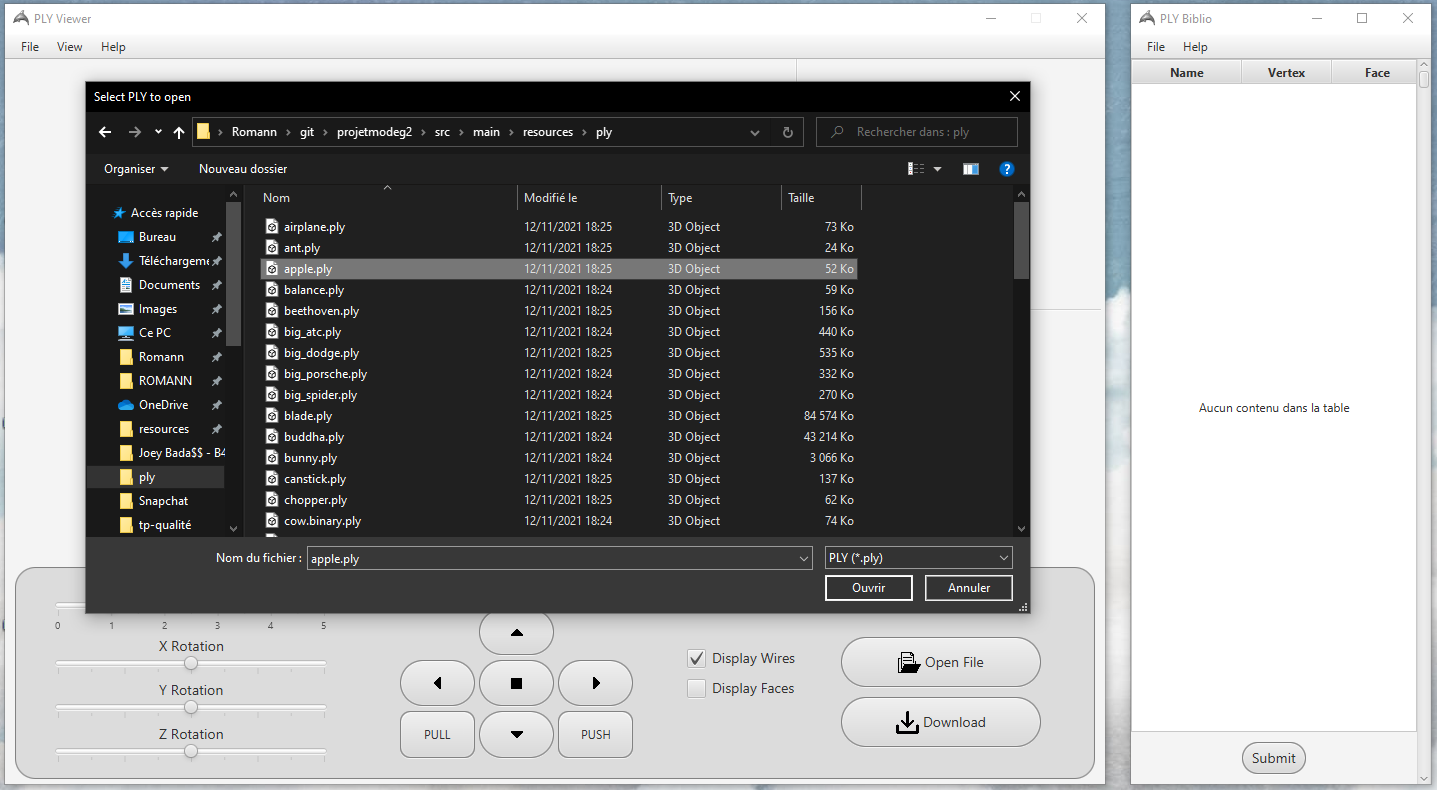 PLY Viewer
File View Help
Select PLY to open
Romann git projetmodeg2 src main resources ply
Rechercher dans : ply
Organiser Nouveau dossier
Accès rapide
Bureau
Téléchargeme
Documents
Images
Ce PC
Romann
ROMANN
OneDrive
resources
Joey Bada$$ - B4
ply
Snapchat
tp-qualité
Nom Modifié le Type Taille
airplane.ply 12/11/2021 18:25 3D Object 73 Ko
ant.ply 12/11/2021 18:25 3D Object 24 Ko
apple.ply 12/11/2021 18:25 3D Object 52 Ko
balance.ply 12/11/2021 18:24 3D Object 59 Ko
beethoven.ply 12/11/2021 18:25 3D Object 156 Ko
big_atc.ply 12/11/2021 18:24 3D Object 440 Ko
big_dodge.ply 12/11/2021 18:25 3D Object 535 Ko
big_porsche.ply 12/11/2021 18:24 3D Object 332 Ko
big_spider.ply 12/11/2021 18:24 3D Object 270 Ko
blade.ply 12/11/2021 18:25 3D Object 84 574 Ko
buddha.ply 12/11/2021 18:24 3D Object 43 214 Ko
bunny.ply 12/11/2021 18:24 3D Object 3 066 Ko
canstick.ply 12/11/2021 18:25 3D Object 137 Ko
chopper.ply 12/11/2021 18:25 3D Object 62 Ko
cow.binary.ply 12/11/2021 18:24 3D Object 74 Ko
Nom du fichier : apple.ply PLY (*.ply)
Ouvrir Annuler
0 1 2 3 4 5
X Rotation
Y Rotation
Z Rotation
PULL PUSH
Display Wires
Display Faces
Open File
Download
PLY Biblio
File Help
Name Vertex Face
Aucun contenu dans la table
Submit